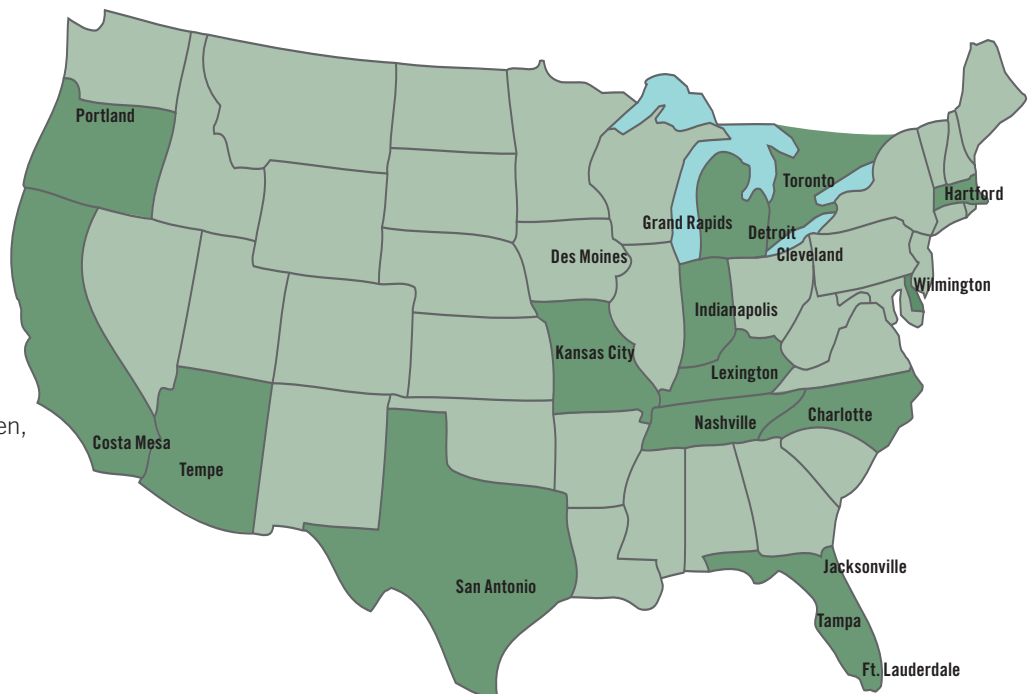 Portland
Toronto
Hartford
Grand Rapids
Detroit
Des Moines
Cleveland
Wilmington
Indianapolis
Kansas City
Lexington
Charlotte
Nashville
en,
Costa Mesa
Tempe
Jacksonville
San Antonio
Tampa
Ft. Lauderdale